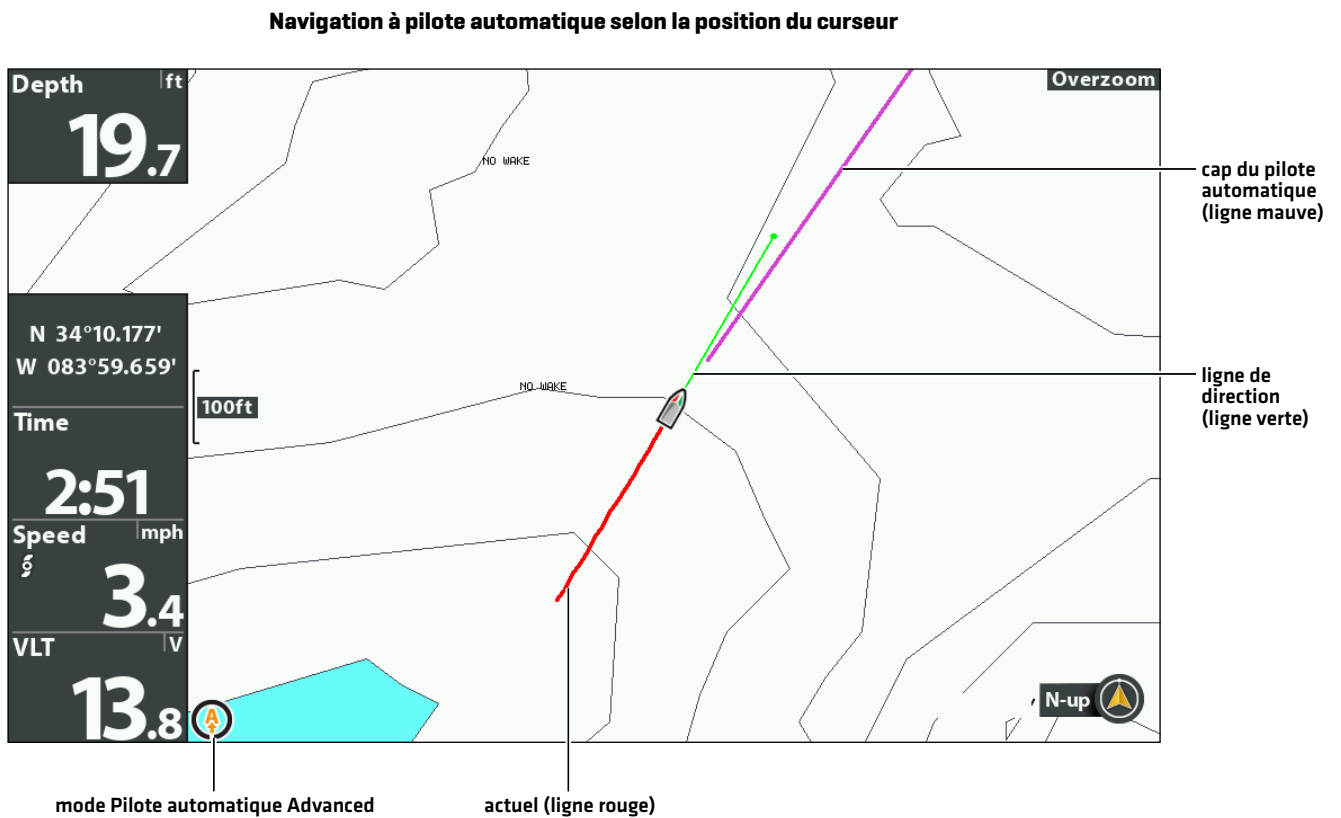 Navigation à pilote automatique selon la position du curseur
Depth ft
19.7
Overzoom
NO WAKE
cap du pilote
automatique
(ligne mauve)
N 34°10.177'
W 083°59.659'
100ft
NO WAKE
ligne de
direction
(ligne verte)
Time
2:51
Speed mph
3.4
VLT V
13.8
A
N-up
mode Pilote automatique Advanced
actuel (ligne rouge)